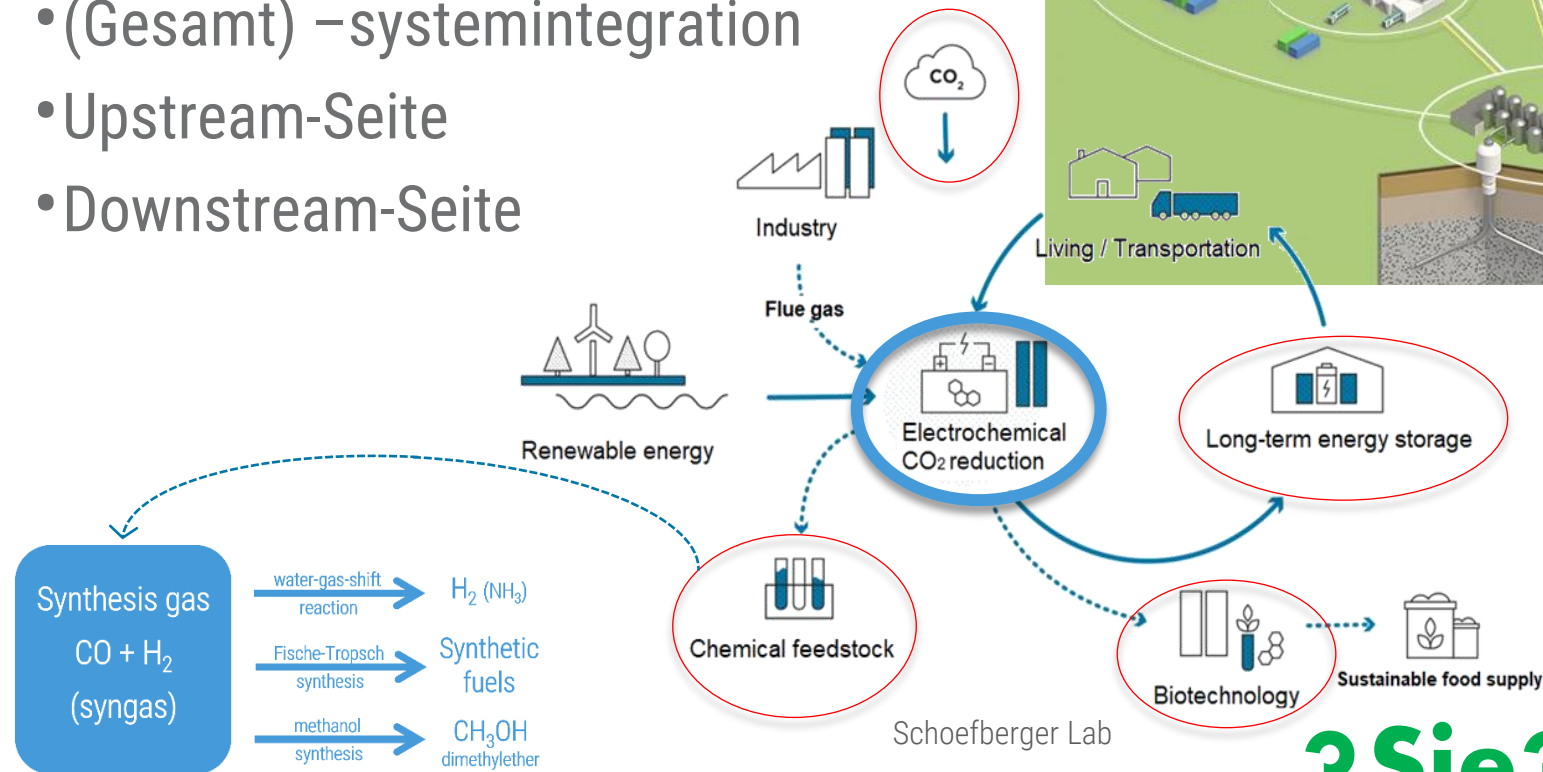 •(Gesamt) –systemintegration
•Upstream-Seite
•Downstream-Seite
CO₂
Industry
Living / Transportation
Flue gas
Renewable energy
Electrochemical
CO₂ reduction
Long-term energy storage
Synthesis gas
CO + H₂
(syngas)
water-gas-shift
reaction
H₂ (NH₃)
Fische-Tropsch
synthesis
Synthetic
fuels
methanol
synthesis
CH₃OH
dimethylether
Chemical feedstock
Biotechnology
Sustainable food supply
Schoefberger Lab
?Sie?